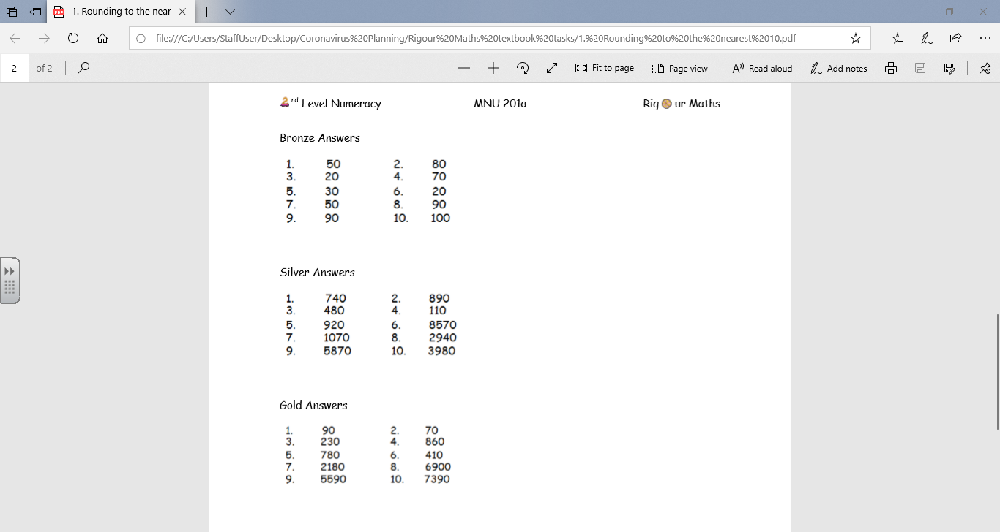 1. Rounding to the near
file:///C:/Users/StaffUser/Desktop/Coronavirus%20Planning/Rigour%20Maths%20textbook%20tasks/1.%20Rounding%20to%20the%20nearest%2010.pdf
2 of 2 Fit to page Page view Read aloud Add notes
2nd Level Numeracy MNU 201a Rig ur Maths
Bronze Answers
1. 50 2. 80
3. 20 4. 70
5. 30 6. 20
7. 50 8. 90
9. 90 10. 100
Silver Answers
1. 740 2. 890
3. 480 4. 110
5. 920 6. 8570
7. 1070 8. 2940
9. 5870 10. 3980
Gold Answers
1. 90 2. 70
3. 230 4. 860
5. 780 6. 410
7. 2180 8. 6900
9. 5590 10. 7390